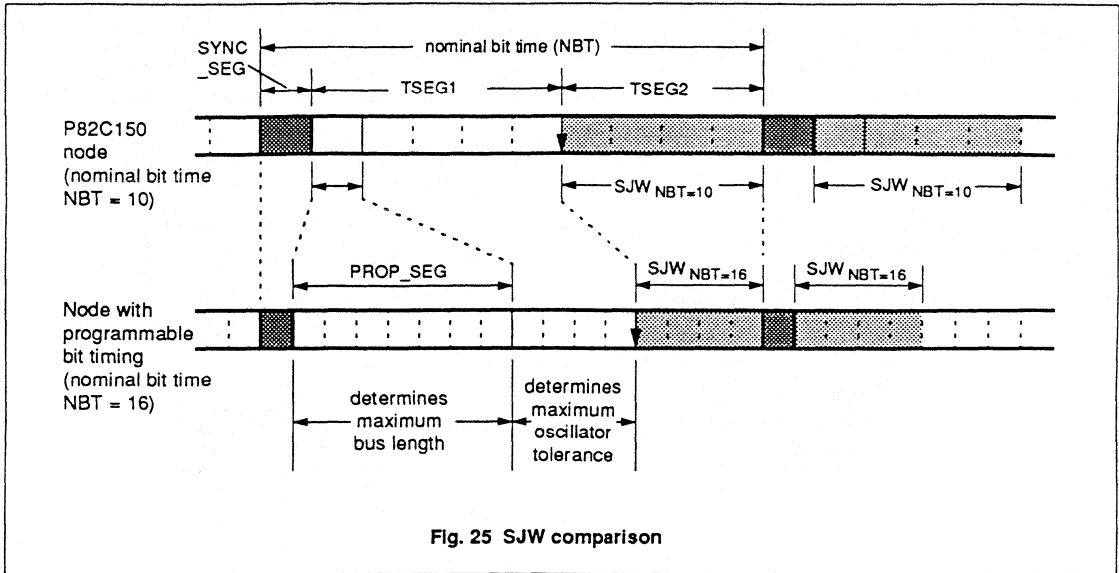 SYNC
_SEG
nominal bit time (NBT)
TSEG1
TSEG2
P82C150
node
(nominal bit time
NBT = 10)
SJW NBT=10
SJW NBT=10
PROP_SEG
SJW NBT=16
SJW NBT=16
Node with
programmable
bit timing
(nominal bit time
NBT = 16)
determines
maximum
bus length
determines
maximum
oscillator
tolerance
Fig. 25 SJW comparison